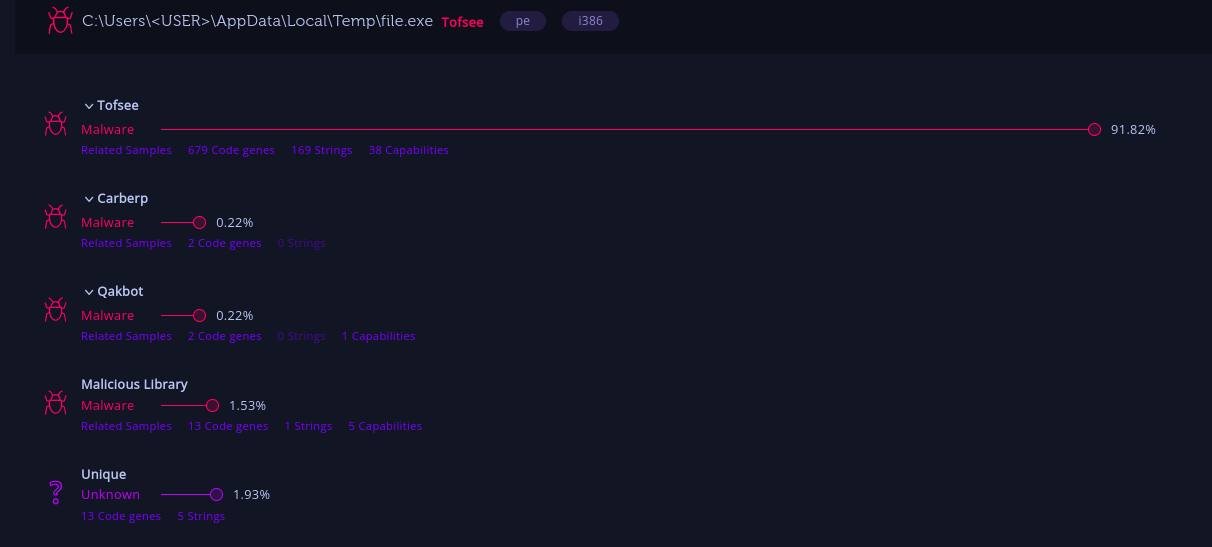 C:\Users\<USER>\AppData\Local\Temp\file.exe Tofsee pe i386
Tofsee
Malware 91.82%
Related Samples 679 Code genes 169 Strings 38 Capabilities
Carberp
Malware 0.22%
Related Samples 2 Code genes 0 Strings
Qakbot
Malware 0.22%
Related Samples 2 Code genes 0 Strings 1 Capabilities
Malicious Library
Malware 1.53%
Related Samples 13 Code genes 1 Strings 5 Capabilities
Unique
Unknown 1.93%
13 Code genes 5 Strings